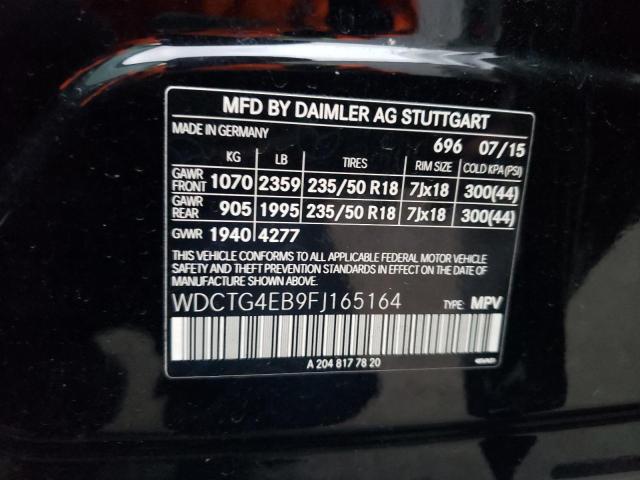 MFD BY DAIMLER AG STUTTGART
MADE IN GERMANY 696 07/15
KG LB TIRES RIM SIZE COLD KPA(PSI)
GAWR FRONT 1070 2359 235/50 R18 7Jx18 300(44)
GAWR REAR 905 1995 235/50 R18 7Jx18 300(44)
GVWR 1940 4277
THIS VEHICLE CONFORMS TO ALL APPLICABLE FEDERAL MOTOR VEHICLE
SAFETY AND THEFT PREVENTION STANDARDS IN EFFECT ON THE DATE OF
MANUFACTURE SHOWN ABOVE.
WDCTG4EB9FJ165164 TYPE: MPV
A 204 817 78 20